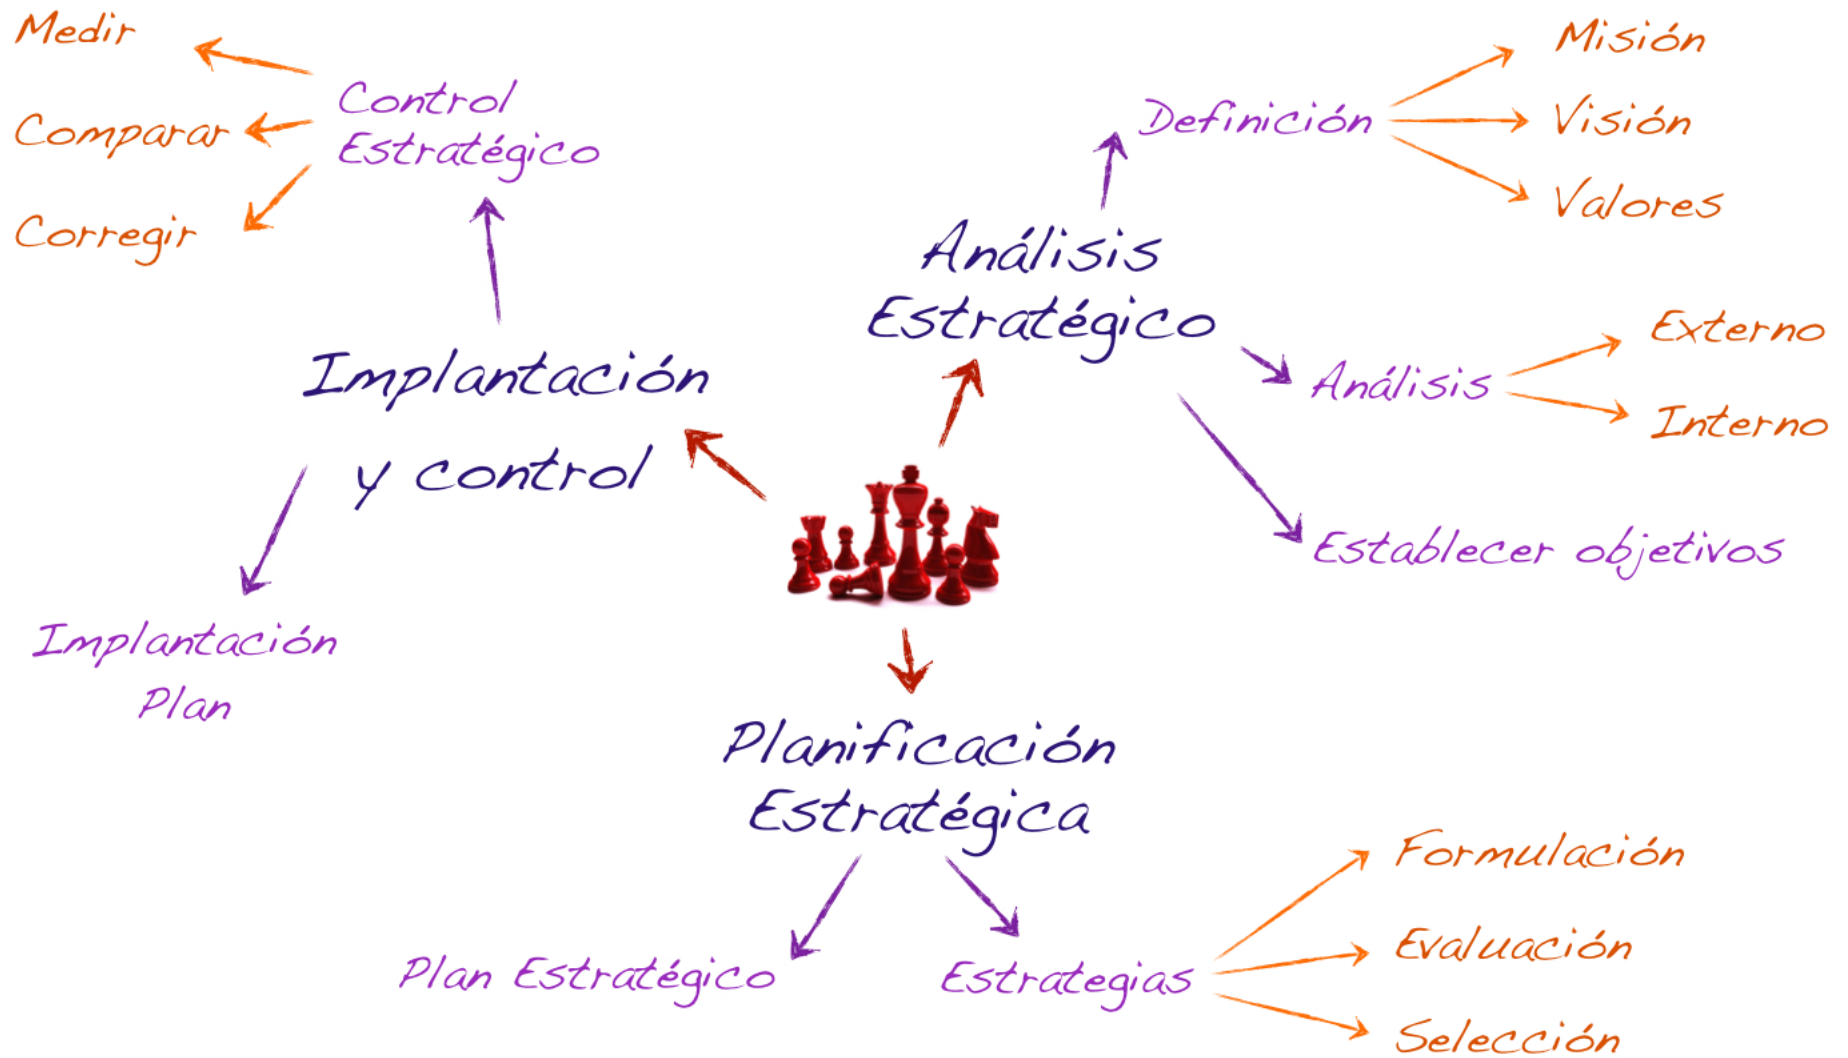 Medir
Comparar
Corregir
Control
Estratégico
Implantación
y control
Implantación
Plan
Análisis
Estratégico
Definición
Misión
Visión
Valores
Análisis
Externo
Interno
Establecer objetivos
Planificación
Estratégica
Plan Estratégico
Estrategias
Formulación
Evaluación
Selección